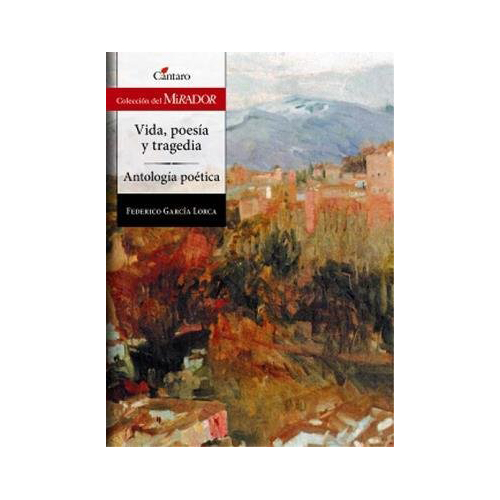 Cántaro
Colección del MiRADOR
Vida, poesía
y tragedia
Antología poética
Federico García Lorca